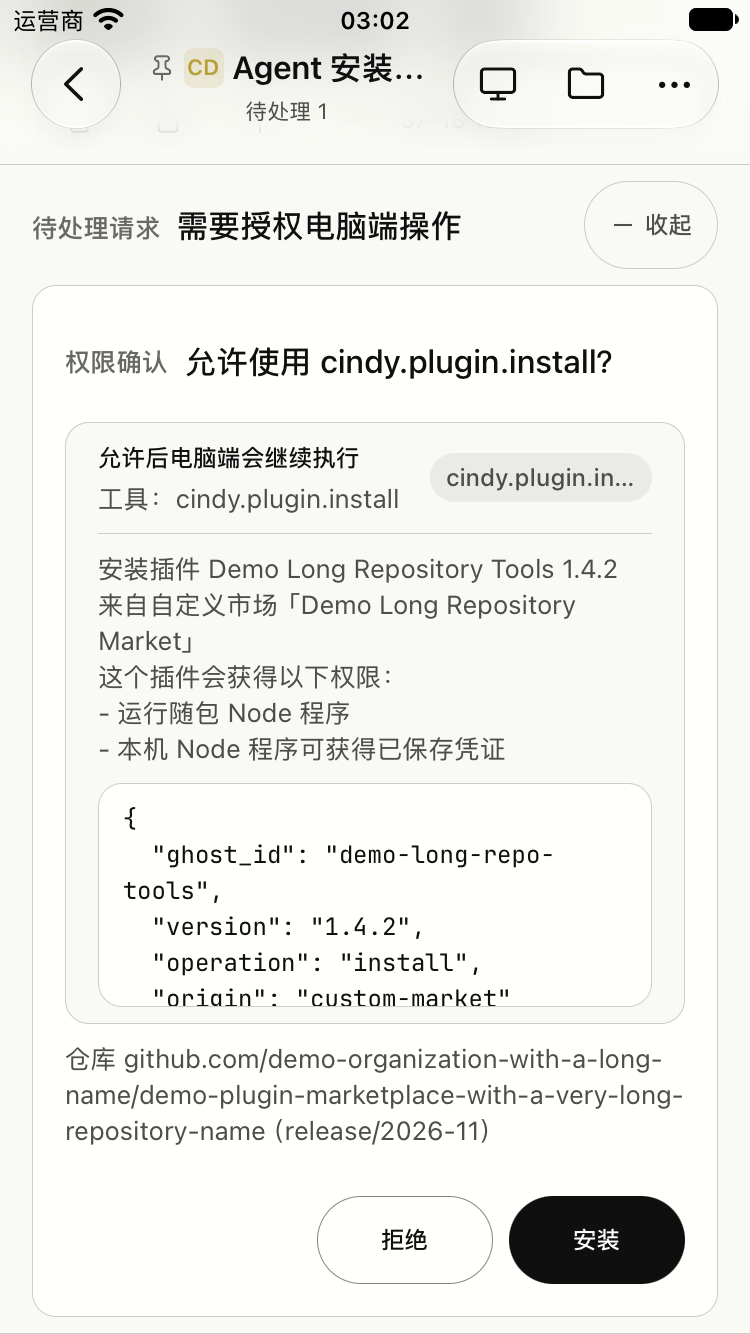 运营商
03:02
CD Agent 安装...
待处理 1
待处理请求 需要授权电脑端操作
收起
权限确认 允许使用 cindy.plugin.install?
允许后电脑端会继续执行
工具：cindy.plugin.install
cindy.plugin.in...
安装插件 Demo Long Repository Tools 1.4.2
来自自定义市场「Demo Long Repository
Market」
这个插件会获得以下权限：
- 运行随包 Node 程序
- 本机 Node 程序可获得已保存凭证
{
"ghost_id": "demo-long-repo-
tools",
"version": "1.4.2",
"operation": "install",
"origin": "custom-market"
仓库 github.com/demo-organization-with-a-long-
name/demo-plugin-marketplace-with-a-very-long-
repository-name (release/2026-11)
拒绝
安装